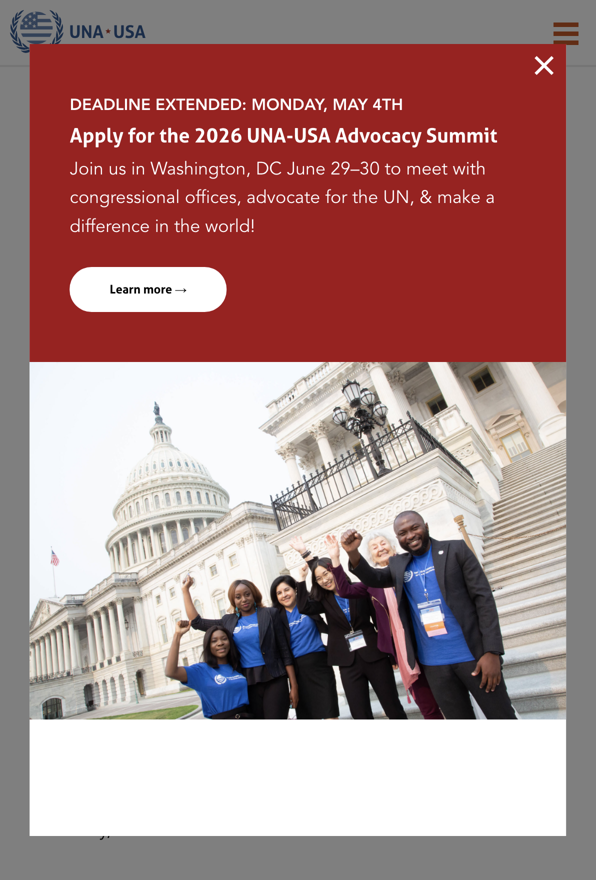 UNA•USA
DEADLINE EXTENDED: MONDAY, MAY 4TH
Apply for the 2026 UNA-USA Advocacy Summit
Join us in Washington, DC June 29–30 to meet with
congressional offices, advocate for the UN, & make a
difference in the world!
Learn more →